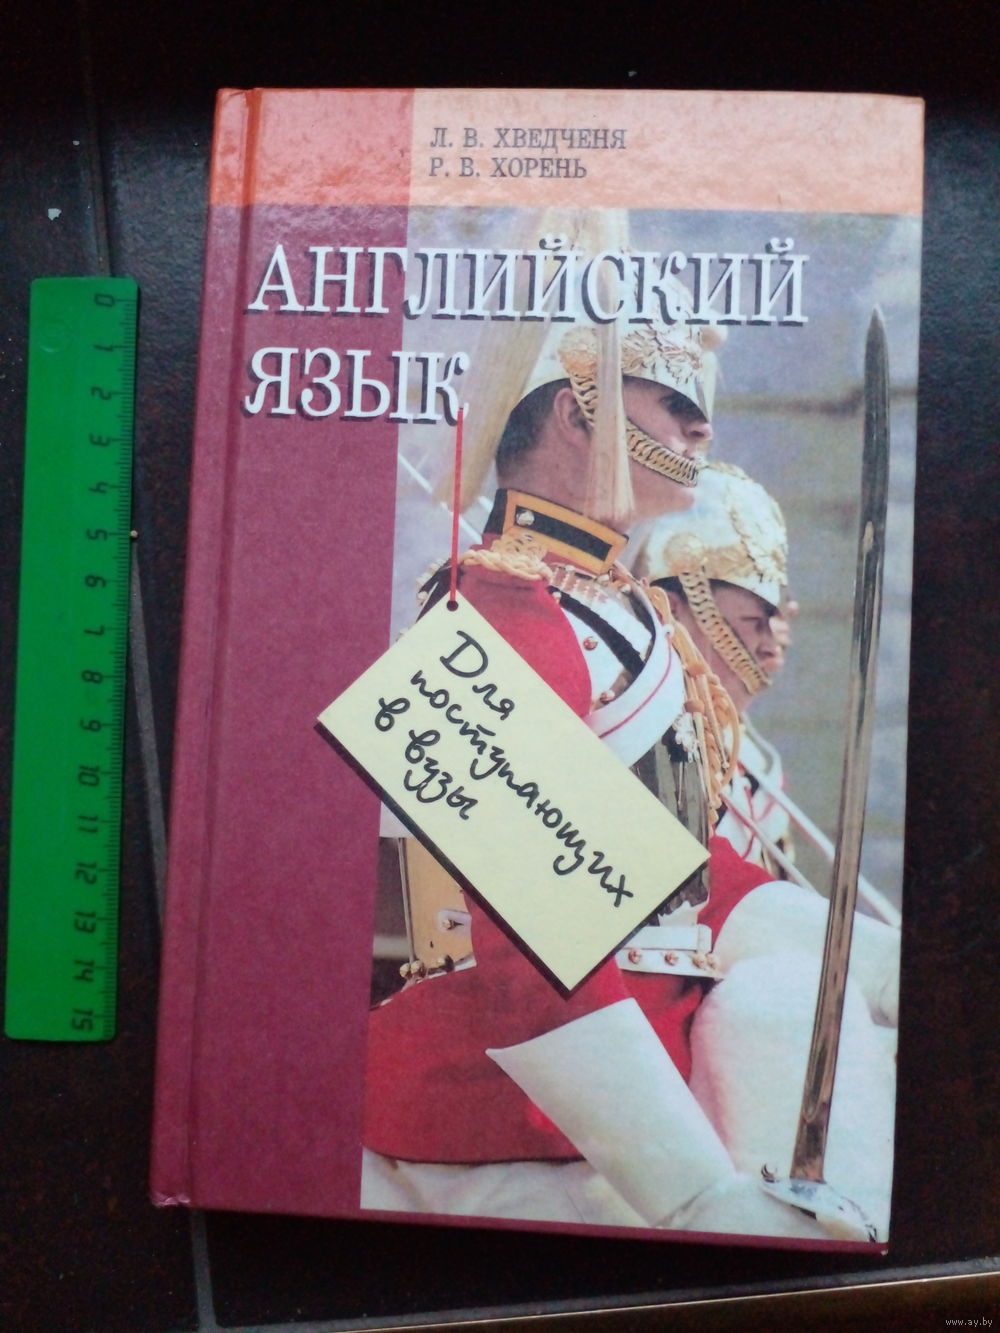 Л. В. ХВЕДЧЕНЯ
Р. В. ХОРЕНЬ
АНГЛИЙСКИЙ
ЯЗЫК
Для
поступающих
в вузы
0
1
2
3
4
5
6
7
8
9
10
11
12
13
14
15
www.ay.by